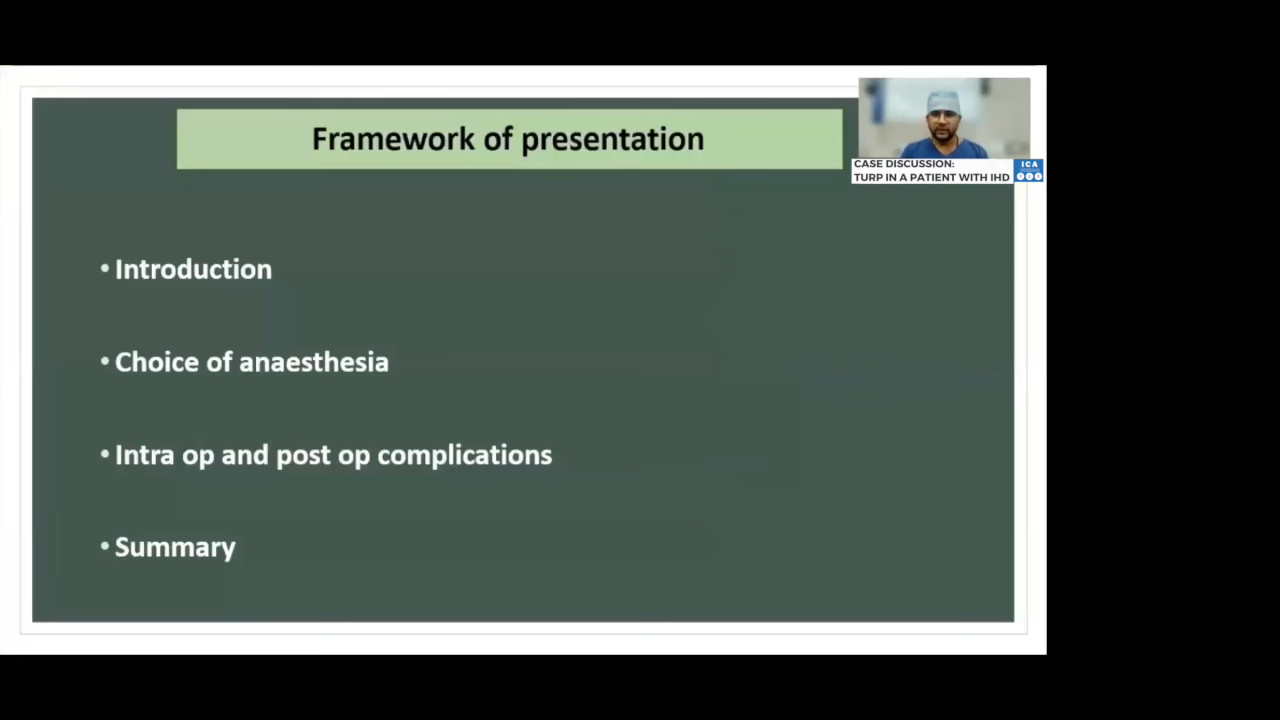 Framework of presentation
CASE DISCUSSION:
TURP IN A PATIENT WITH IHD
ICA
• Introduction
• Choice of anaesthesia
• Intra op and post op complications
• Summary